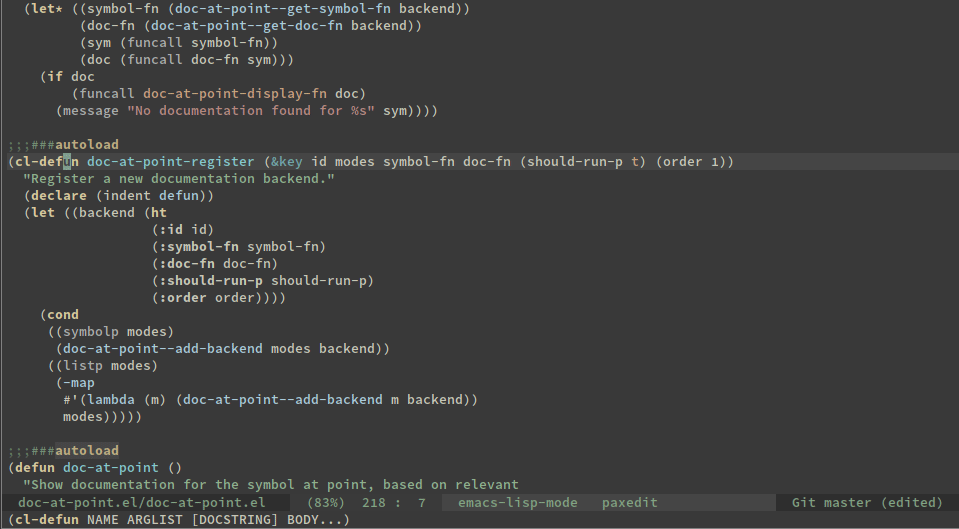 (let* ((symbol-fn (doc-at-point--get-symbol-fn backend))
(doc-fn (doc-at-point--get-doc-fn backend))
(sym (funcall symbol-fn))
(doc (funcall doc-fn sym)))
(if doc
(funcall doc-at-point-display-fn doc)
(message "No documentation found for %s" sym))))
;;;###autoload
(cl-defun doc-at-point-register (&key id modes symbol-fn doc-fn (should-run-p t) (order 1))
"Register a new documentation backend."
(declare (indent defun))
(let ((backend (ht
(:id id)
(:symbol-fn symbol-fn)
(:doc-fn doc-fn)
(:should-run-p should-run-p)
(:order order))))
(cond
((symbolp modes)
(doc-at-point--add-backend modes backend))
((listp modes)
(-map
#'(lambda (m) (doc-at-point--add-backend m backend))
modes)))))
;;;###autoload
(defun doc-at-point ()
"Show documentation for the symbol at point, based on relevant
doc-at-point.el/doc-at-point.el (83%) 218 : 7 emacs-lisp-mode paxedit Git master (edited)
(cl-defun NAME ARGLIST [DOCSTRING] BODY...)